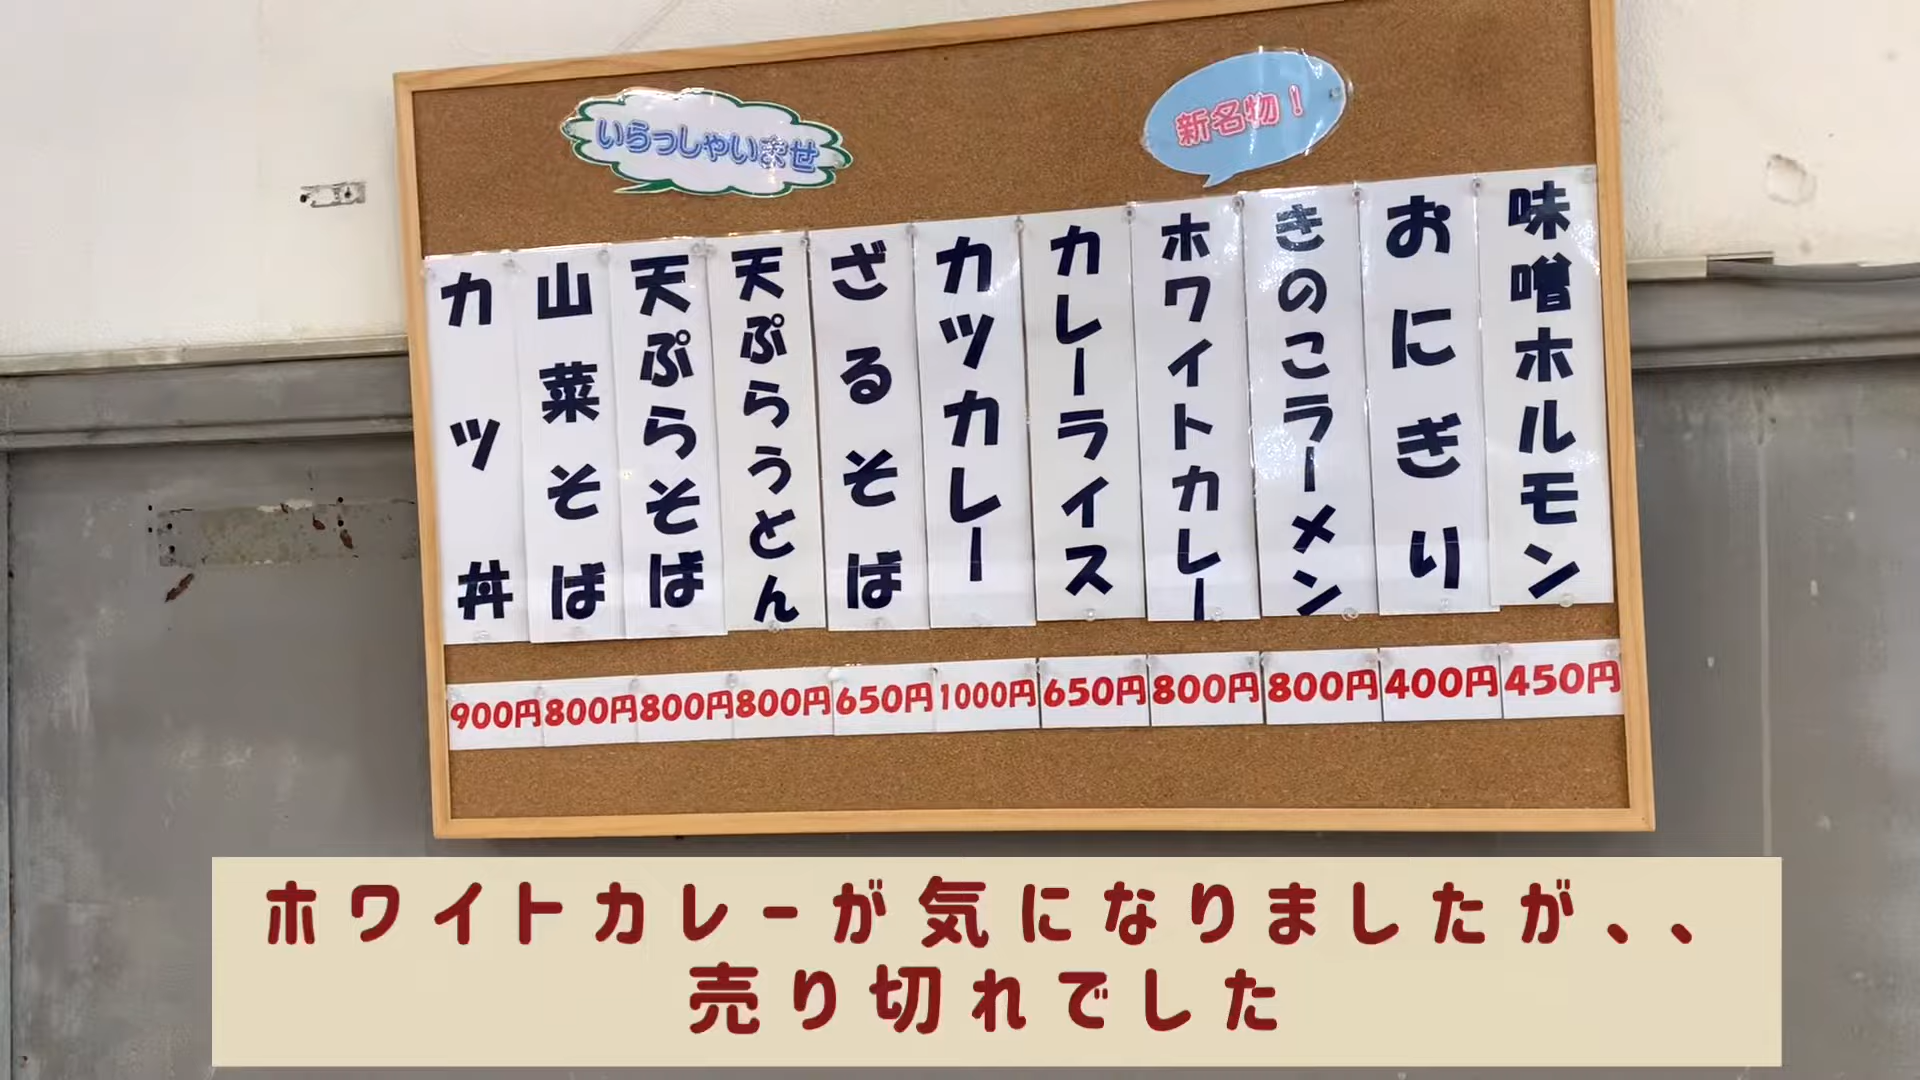 いらっしゃいませ
新名物！
味噌ホルモン
おにぎり
きのこラーメン
ホワイトカレー
カレーライス
カツカレー
ざるそば
天ぷらうどん
天ぷらそば
山菜そば
カツ丼
900円
800円
800円
800円
650円
1000円
650円
800円
800円
400円
450円
ホワイトカレーが気になりましたが、、
売り切れでした